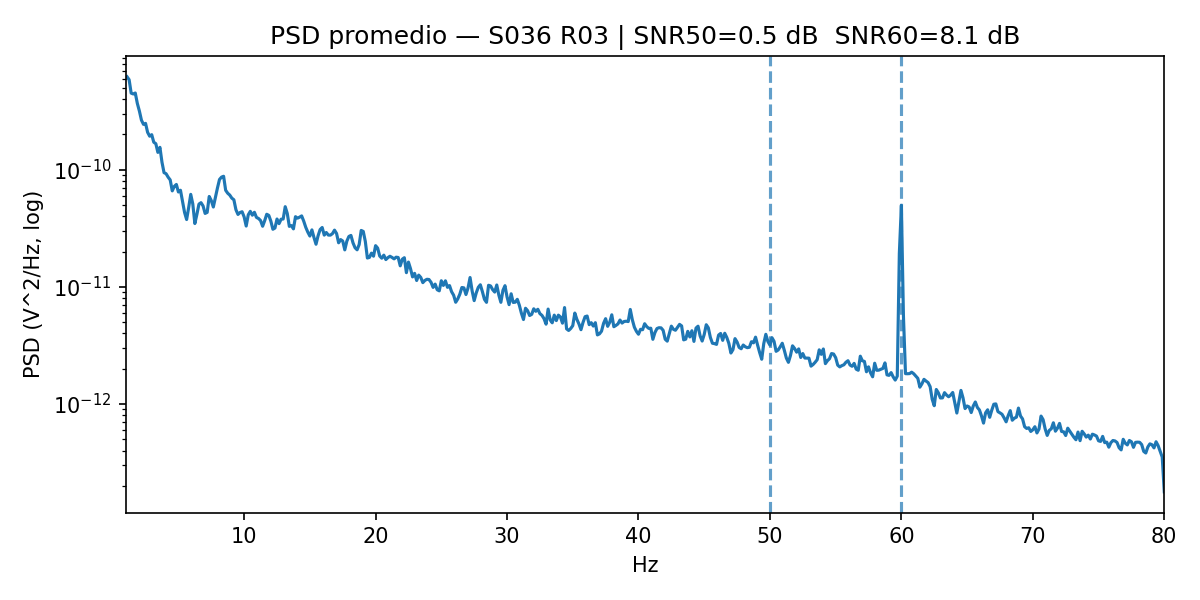 PSD promedio — S036 R03 | SNR50=0.5 dB  SNR60=8.1 dB
PSD (V^2/Hz, log)
10⁻¹⁰
10⁻¹¹
10⁻¹²
10 20 30 40 50 60 70 80
Hz